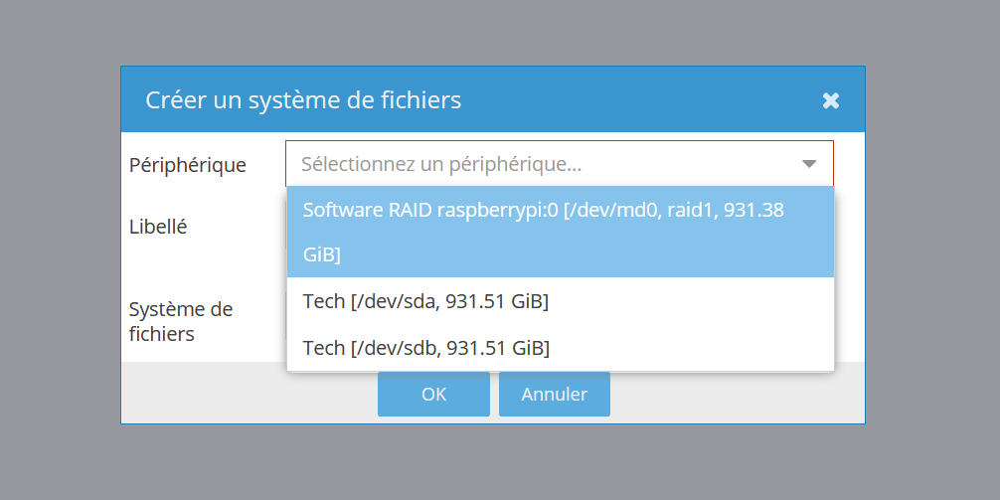 Créer un système de fichiers
Périphérique
Sélectionnez un périphérique...
Software RAID raspberrypi:0 [/dev/md0, raid1, 931.38
GiB]
Libellé
Tech [/dev/sda, 931.51 GiB]
Système de
fichiers
Tech [/dev/sdb, 931.51 GiB]
OK
Annuler